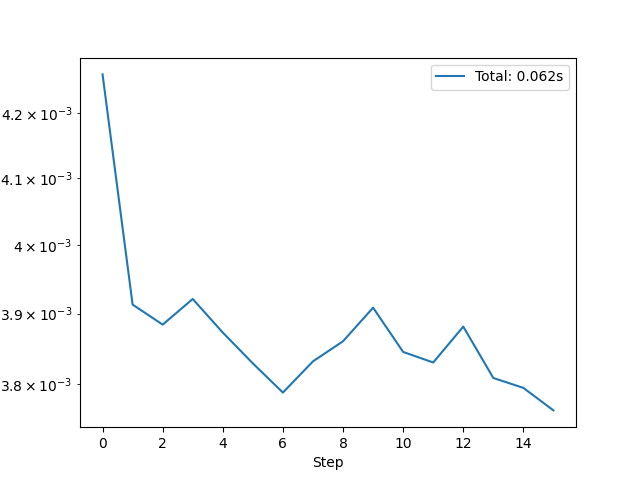 Total: 0.062s
4.2 × 10⁻³
4.1 × 10⁻³
4 × 10⁻³
3.9 × 10⁻³
3.8 × 10⁻³
0 2 4 6 8 10 12 14
Step